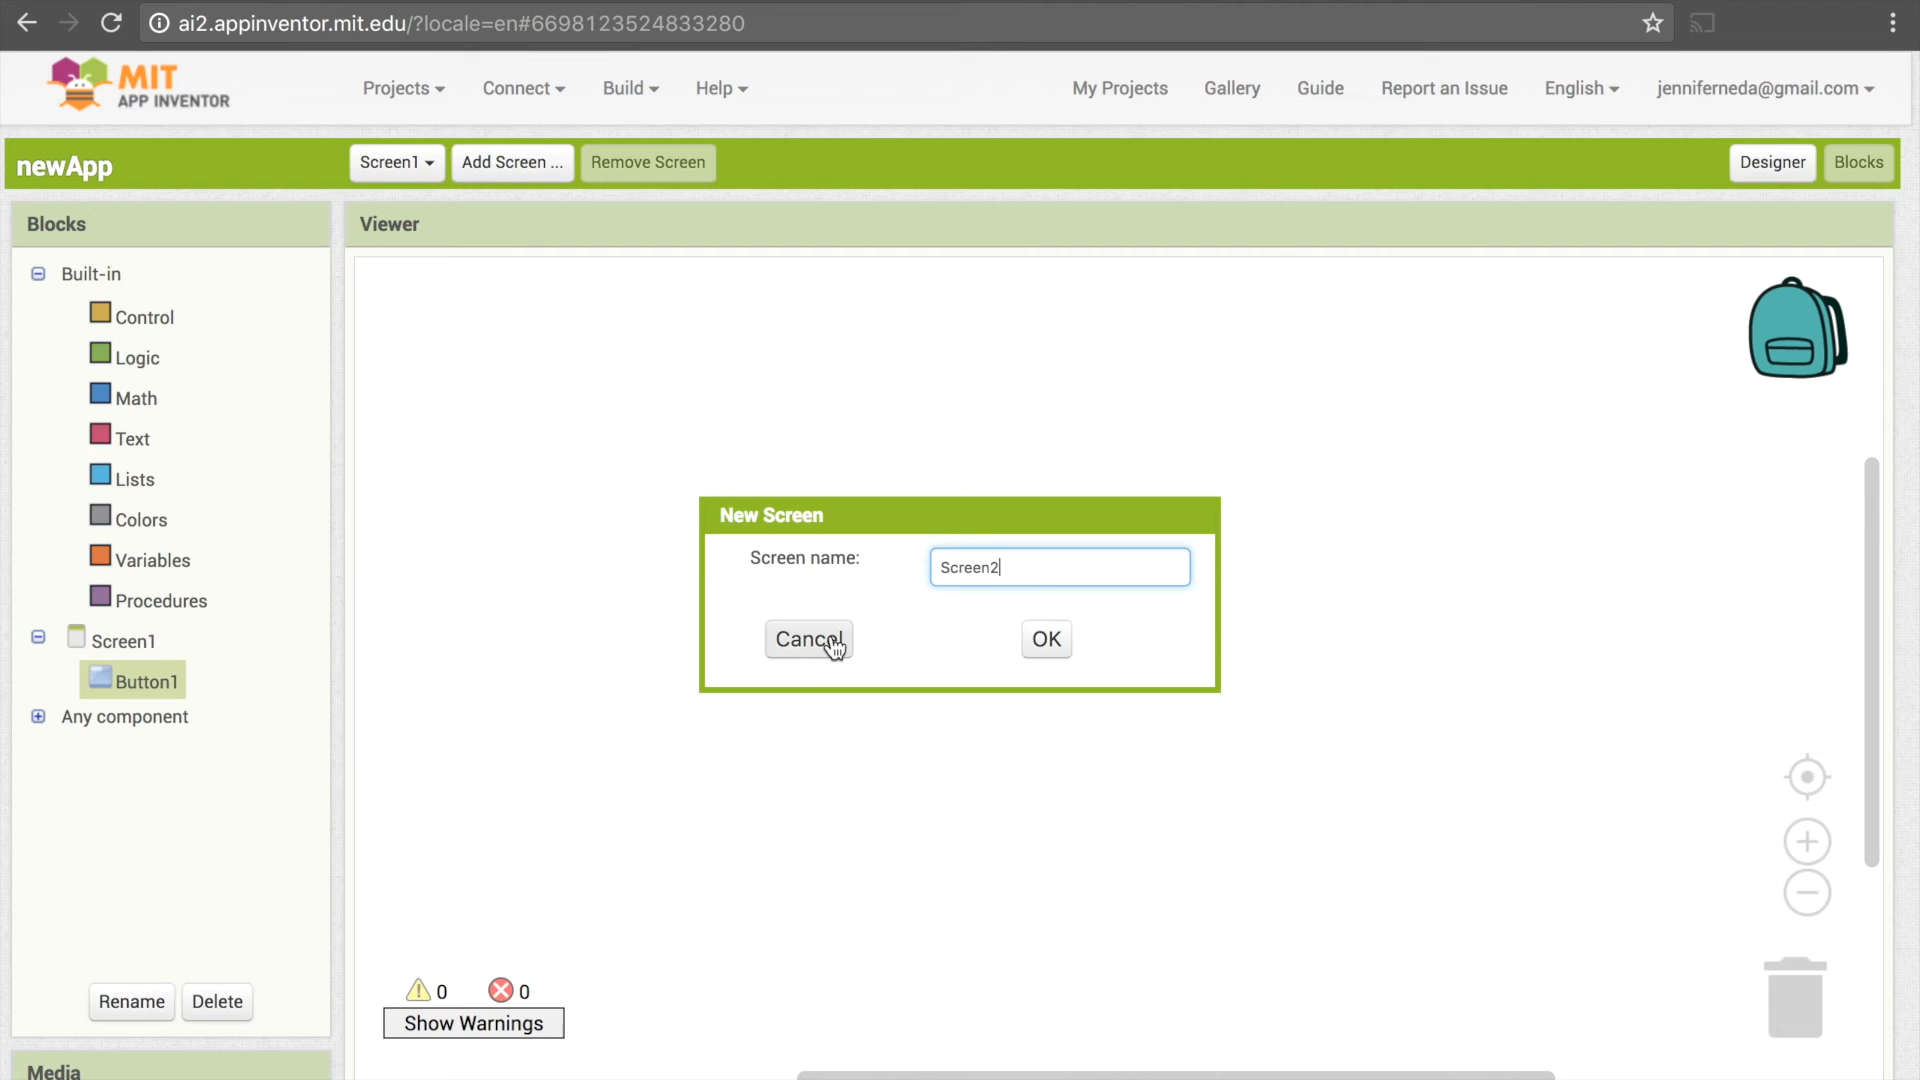 ai2.appinventor.mit.edu/?locale=en#6698123524833280
MIT
APP INVENTOR
Projects
Connect
Build
Help
My Projects
Gallery
Guide
Report an Issue
English
jenniferneda@gmail.com
newApp
Screen1
Add Screen ...
Remove Screen
Designer
Blocks
Blocks
Viewer
Built-in
Control
Logic
Math
Text
Lists
Colors
Variables
Procedures
Screen1
Button1
Any component
New Screen
Screen name:
Screen2
Cancel
OK
0
0
Show Warnings
Rename
Delete
Media